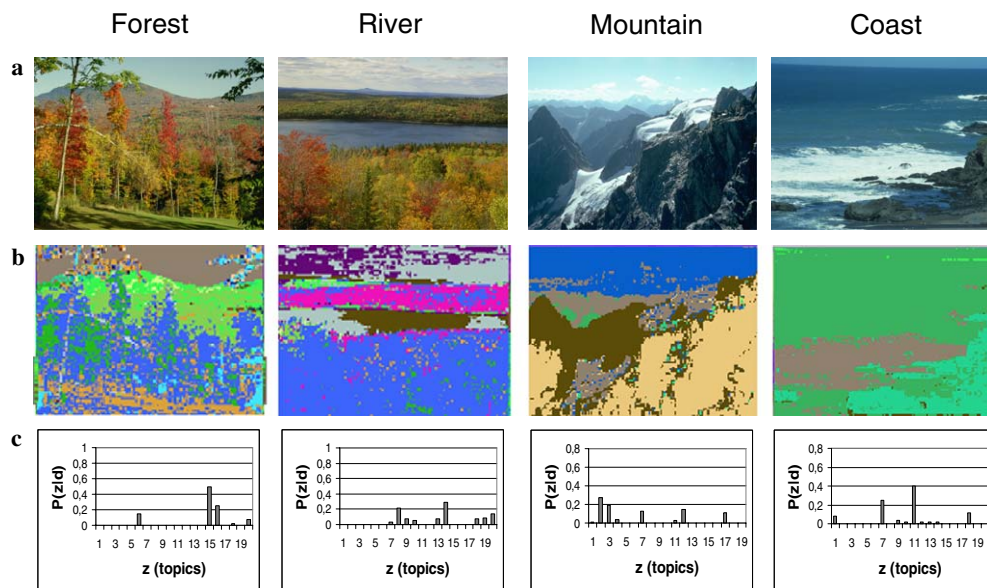 Forest River Mountain Coast
a
b
c
1 1 0,8 0,8
0,8 0,8 0,6 0,6
0,6 0,6 0,4 0,4
0,4 0,4 0,2 0,2
0,2 0,2 0 0
0 0
P(z|d) P(z|d) P(z|d) P(z|d)
1 3 5 7 9 11 13 15 17 19 1 3 5 7 9 11 13 15 17 19 1 3 5 7 9 11 13 15 17 19 1 3 5 7 9 11 13 15 17 19
z (topics) z (topics) z (topics) z (topics)